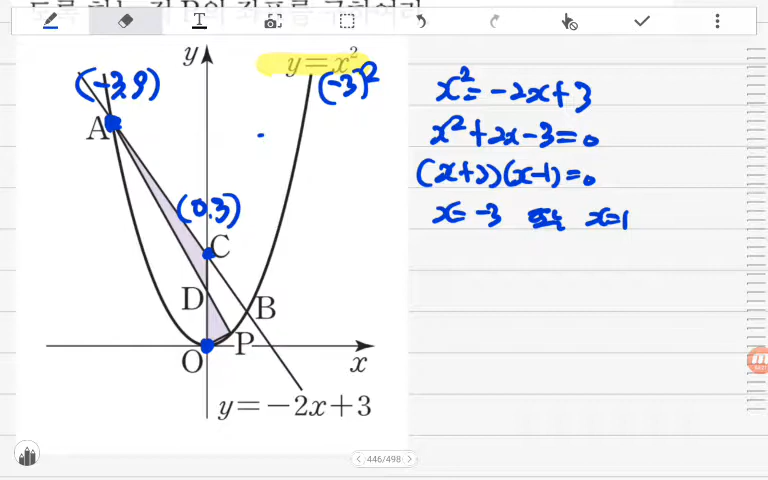 y
y=x²
(-3,9)
(-3)²
A
(0,3)
C
D
B
O
P
x
y=-2x+3
x²=-2x+3
x²+2x-3=0
(x+3)(x-1)=0
x=-3 또는 x=1
446/498